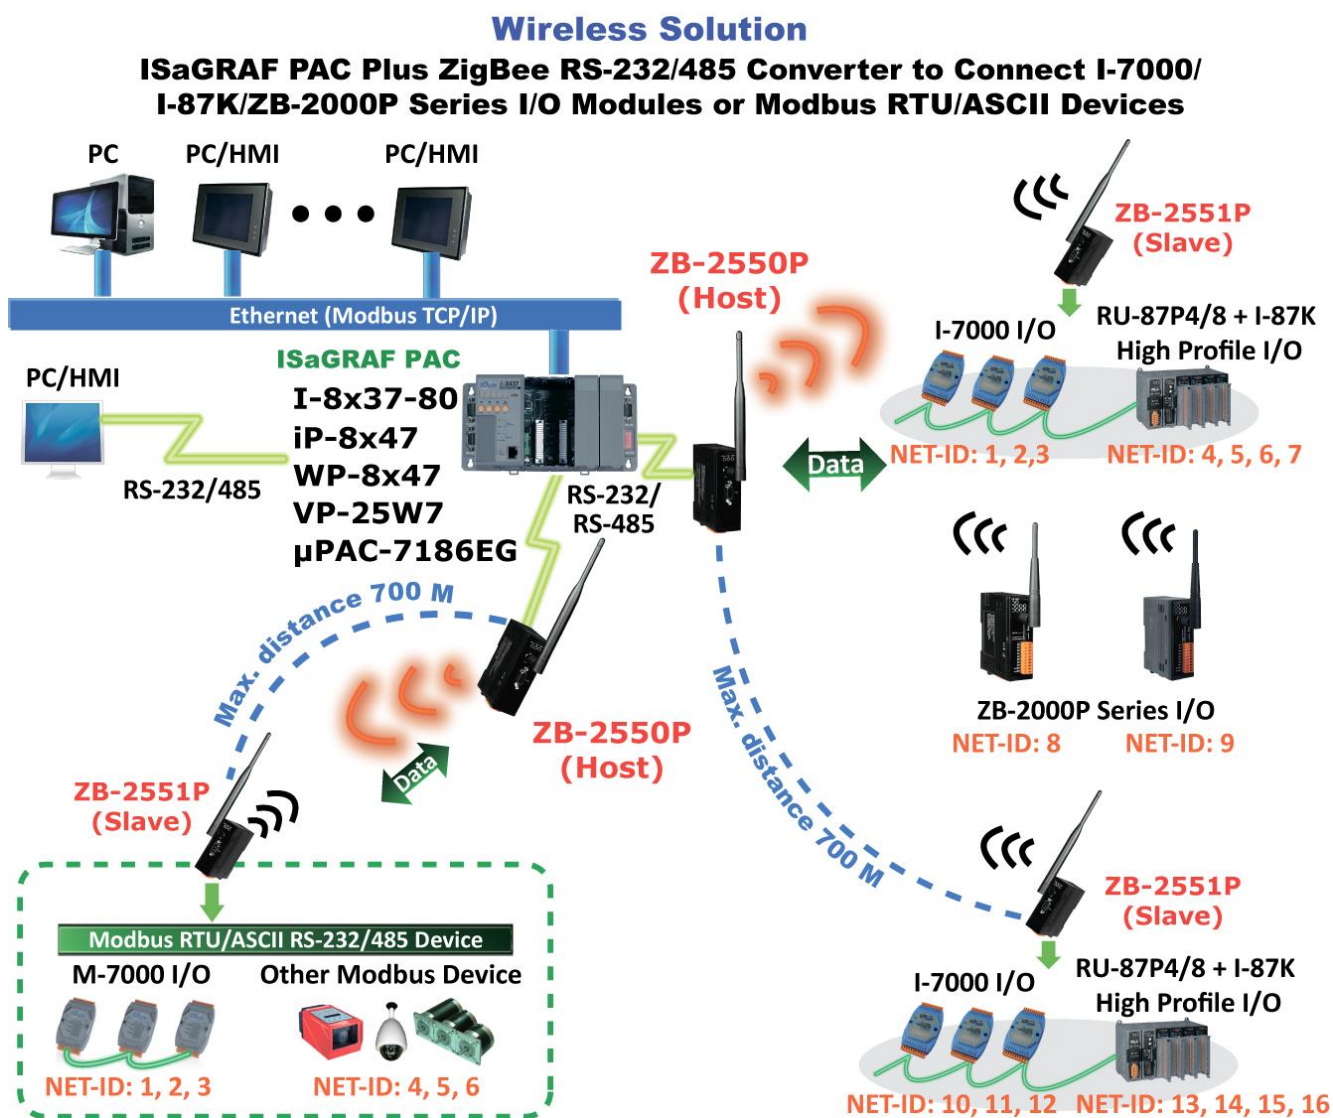 Wireless Solution
ISaGRAF PAC Plus ZigBee RS-232/485 Converter to Connect I-7000/
I-87K/ZB-2000P Series I/O Modules or Modbus RTU/ASCII Devices
PC
PC/HMI
PC/HMI
Ethernet (Modbus TCP/IP)
PC/HMI
RS-232/485
ISaGRAF PAC
I-8x37-80
iP-8x47
WP-8x47
VP-25W7
µPAC-7186EG
RS-232/
RS-485
ZB-2550P
(Host)
Data
ZB-2551P
(Slave)
I-7000 I/O
RU-87P4/8 + I-87K
High Profile I/O
NET-ID: 1, 2,3
NET-ID: 4, 5, 6, 7
ZB-2000P Series I/O
NET-ID: 8
NET-ID: 9
Max. distance 700 M
ZB-2550P
(Host)
Data
Max. distance 700 M
ZB-2551P
(Slave)
Modbus RTU/ASCII RS-232/485 Device
M-7000 I/O
Other Modbus Device
NET-ID: 1, 2, 3
NET-ID: 4, 5, 6
ZB-2551P
(Slave)
I-7000 I/O
RU-87P4/8 + I-87K
High Profile I/O
NET-ID: 10, 11, 12
NET-ID: 13, 14, 15, 16